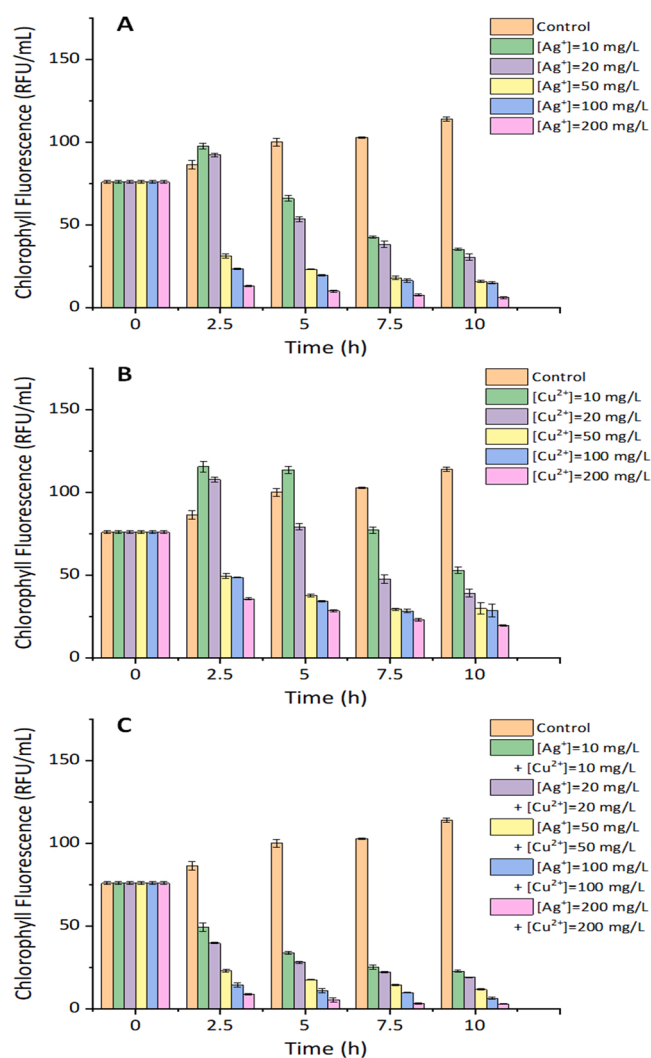 A
Control
[Ag⁺]=10 mg/L
[Ag⁺]=20 mg/L
[Ag⁺]=50 mg/L
[Ag⁺]=100 mg/L
[Ag⁺]=200 mg/L
Chlorophyll Fluorescence (RFU/mL)
150
100
50
0
0 2.5 5 7.5 10
Time (h)
B
Control
[Cu²⁺]=10 mg/L
[Cu²⁺]=20 mg/L
[Cu²⁺]=50 mg/L
[Cu²⁺]=100 mg/L
[Cu²⁺]=200 mg/L
Chlorophyll Fluorescence (RFU/mL)
150
100
50
0
0 2.5 5 7.5 10
Time (h)
C
Control
[Ag⁺]=10 mg/L
+ [Cu²⁺]=10 mg/L
[Ag⁺]=20 mg/L
+ [Cu²⁺]=20 mg/L
[Ag⁺]=50 mg/L
+ [Cu²⁺]=50 mg/L
[Ag⁺]=100 mg/L
+ [Cu²⁺]=100 mg/L
[Ag⁺]=200 mg/L
+ [Cu²⁺]=200 mg/L
Chlorophyll Fluorescence (RFU/mL)
150
100
50
0
0 2.5 5 7.5 10
Time (h)